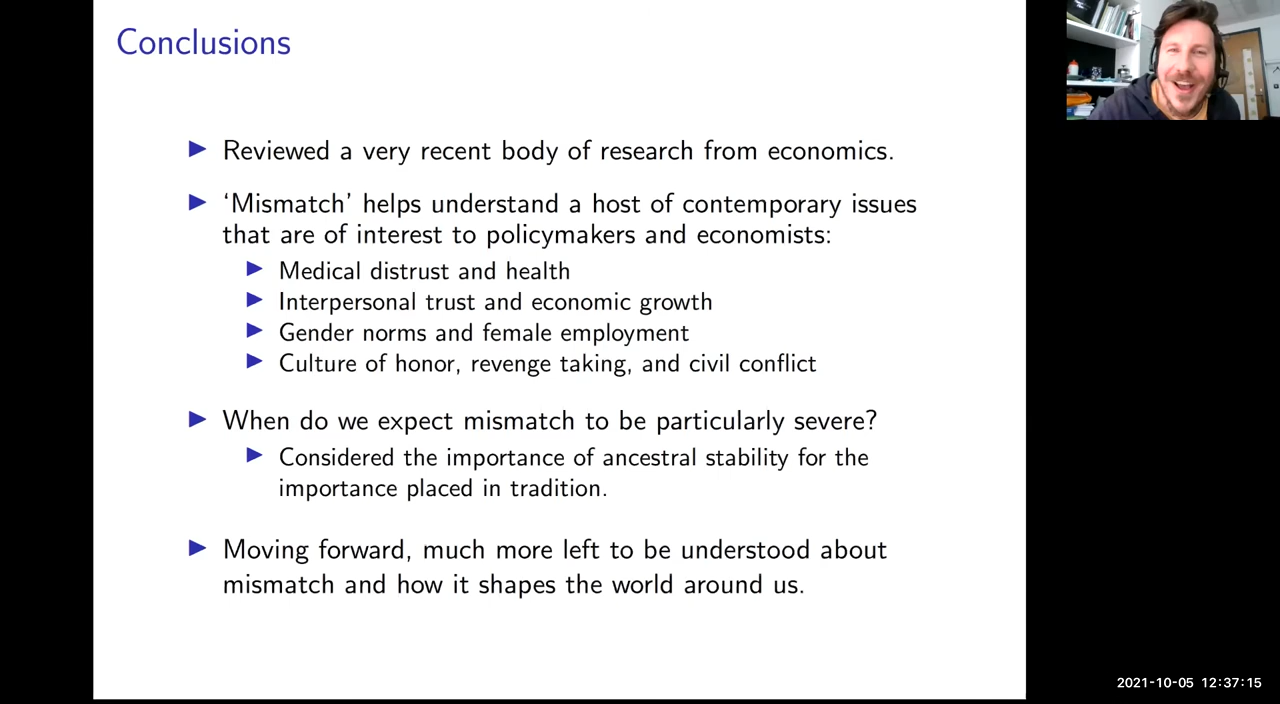 Conclusions
▶ Reviewed a very recent body of research from economics.
▶ ‘Mismatch’ helps understand a host of contemporary issues
that are of interest to policymakers and economists:
▶ Medical distrust and health
▶ Interpersonal trust and economic growth
▶ Gender norms and female employment
▶ Culture of honor, revenge taking, and civil conflict
▶ When do we expect mismatch to be particularly severe?
▶ Considered the importance of ancestral stability for the
importance placed in tradition.
▶ Moving forward, much more left to be understood about
mismatch and how it shapes the world around us.
2021-10-05 12:37:15